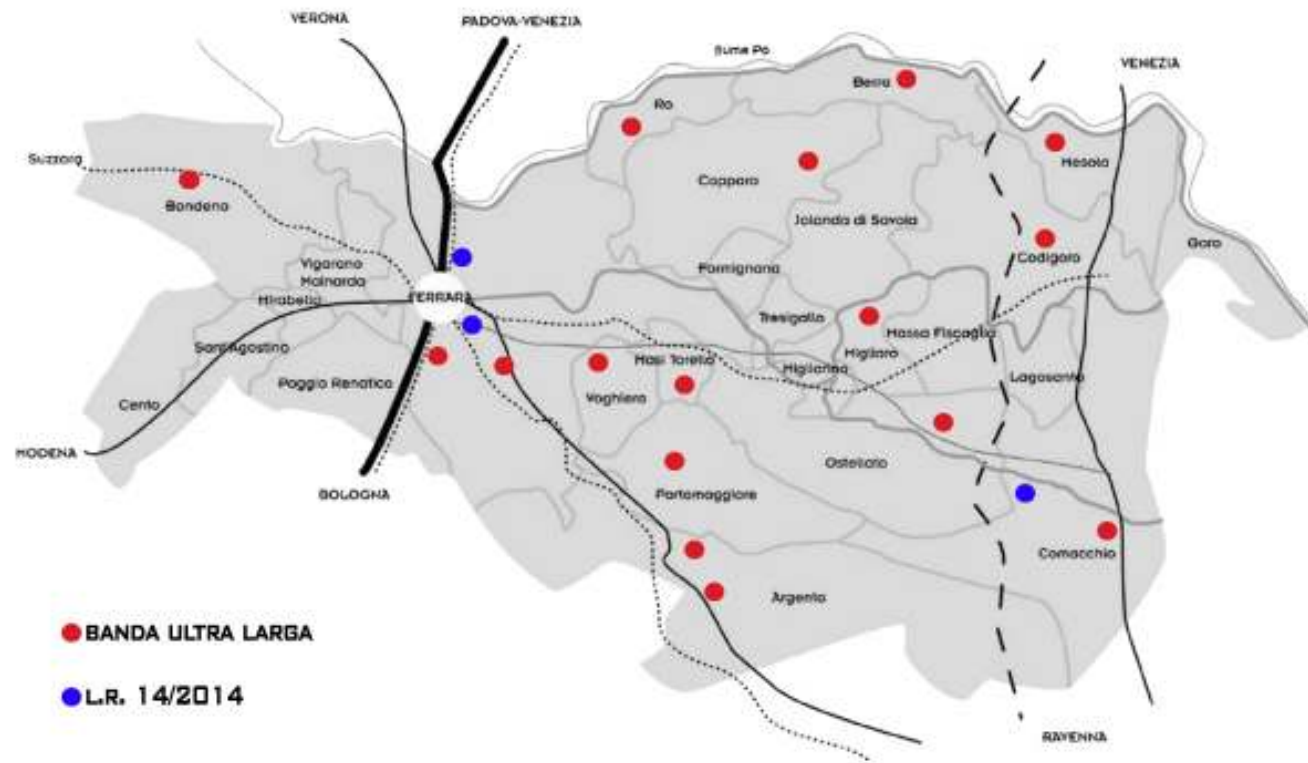 VERONA
PADOVA-VENEZIA
fiume Po
VENEZIA
Berra
Ro
Suzzara
Mesola
Bondeno
Copparo
Jolanda di Savoia
Goro
Codigoro
Vigarano
Mainarda
Formignana
FERRARA
Mirabello
Tresigallo
Massa Fiscaglia
Sant'Agostino
Masi Torello
Migliaro
Poggio Renatico
Migliarino
Lagosanto
Voghiera
Cento
MODENA
Ostellato
BOLOGNA
Portomaggiore
Comacchio
Argenta
BANDA ULTRA LARGA
L.R. 14/2014
RAVENNA